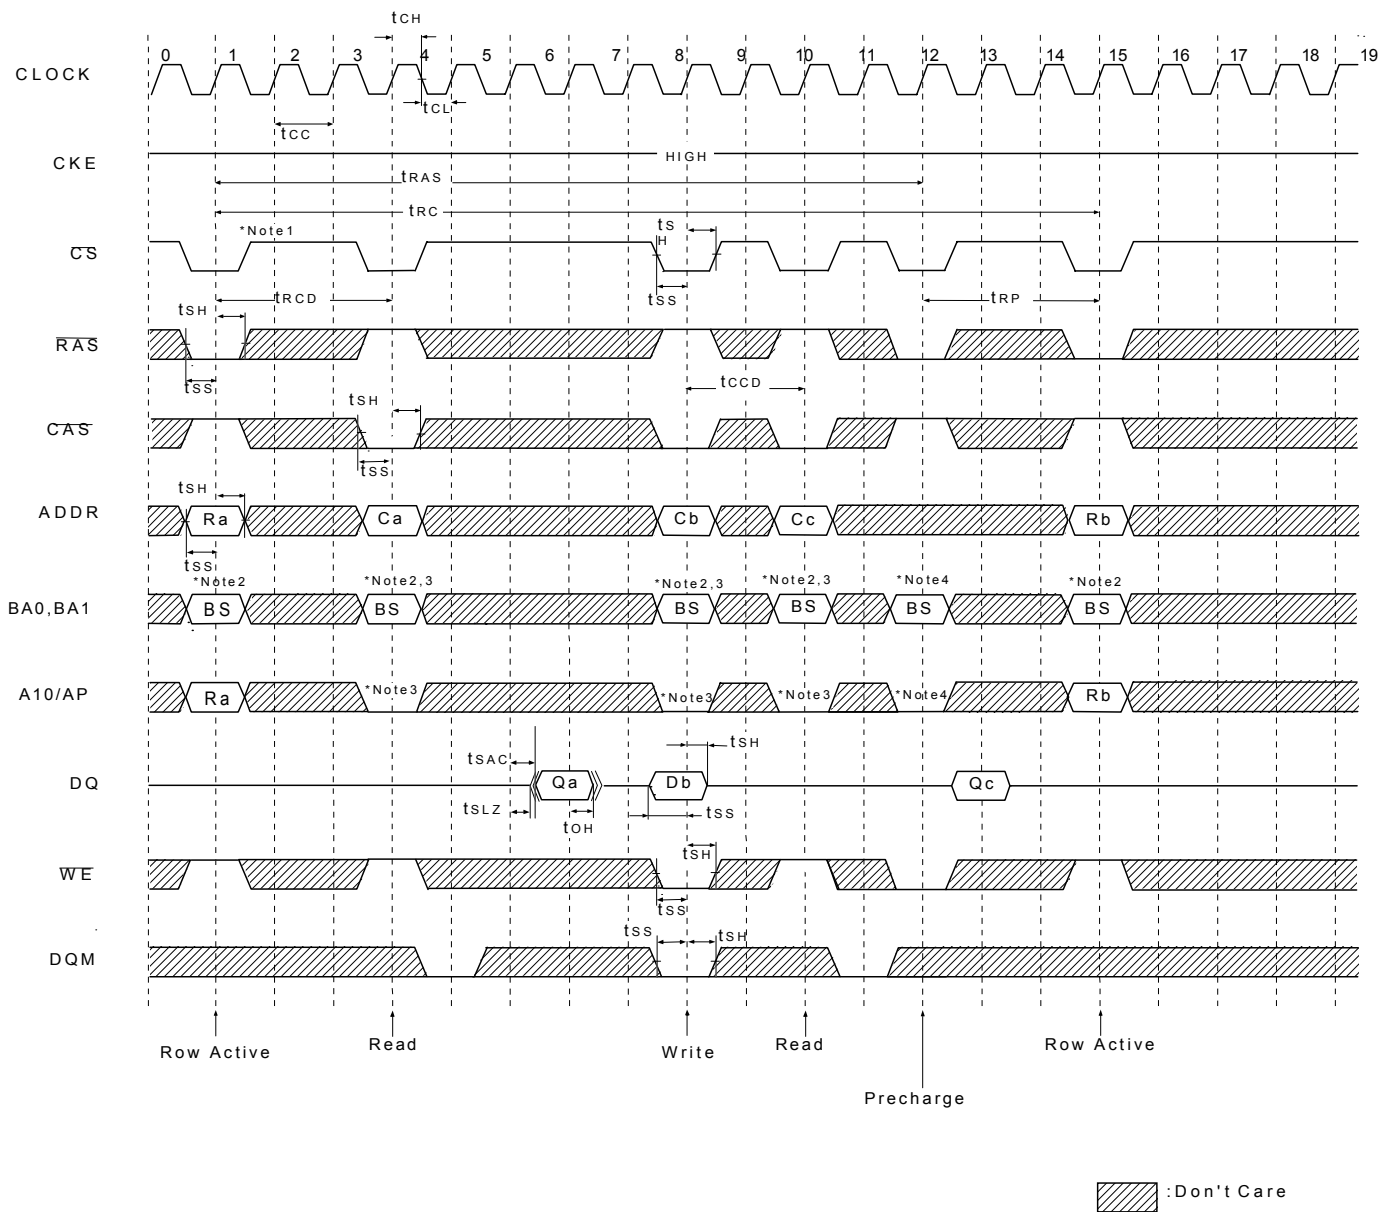 tCH
0 1 2 3 4 5 6 7 8 9 10 11 12 13 14 15 16 17 18 19
CLOCK
tCL
tCC
CKE
HIGH
tRAS
tRC
*Note1
tSH
CS
tSS
tSH
tRCD
tRP
RAS
tSS
tCCD
tSH
CAS
tSS
tSH
ADDR
Ra Ca Cb Cc Rb
tSS
*Note2 *Note2,3 *Note2,3 *Note2,3 *Note4 *Note2
BA0,BA1
BS BS BS BS BS BS
A10/AP
Ra *Note3 *Note3 *Note3 *Note4 Rb
tSH
tSAC
DQ
Qa Db Qc
tSLZ
tOH
tSS
tSH
WE
tSS
tSS
tSH
DQM
Row Active Read Write Read Row Active
Precharge
:Don't Care